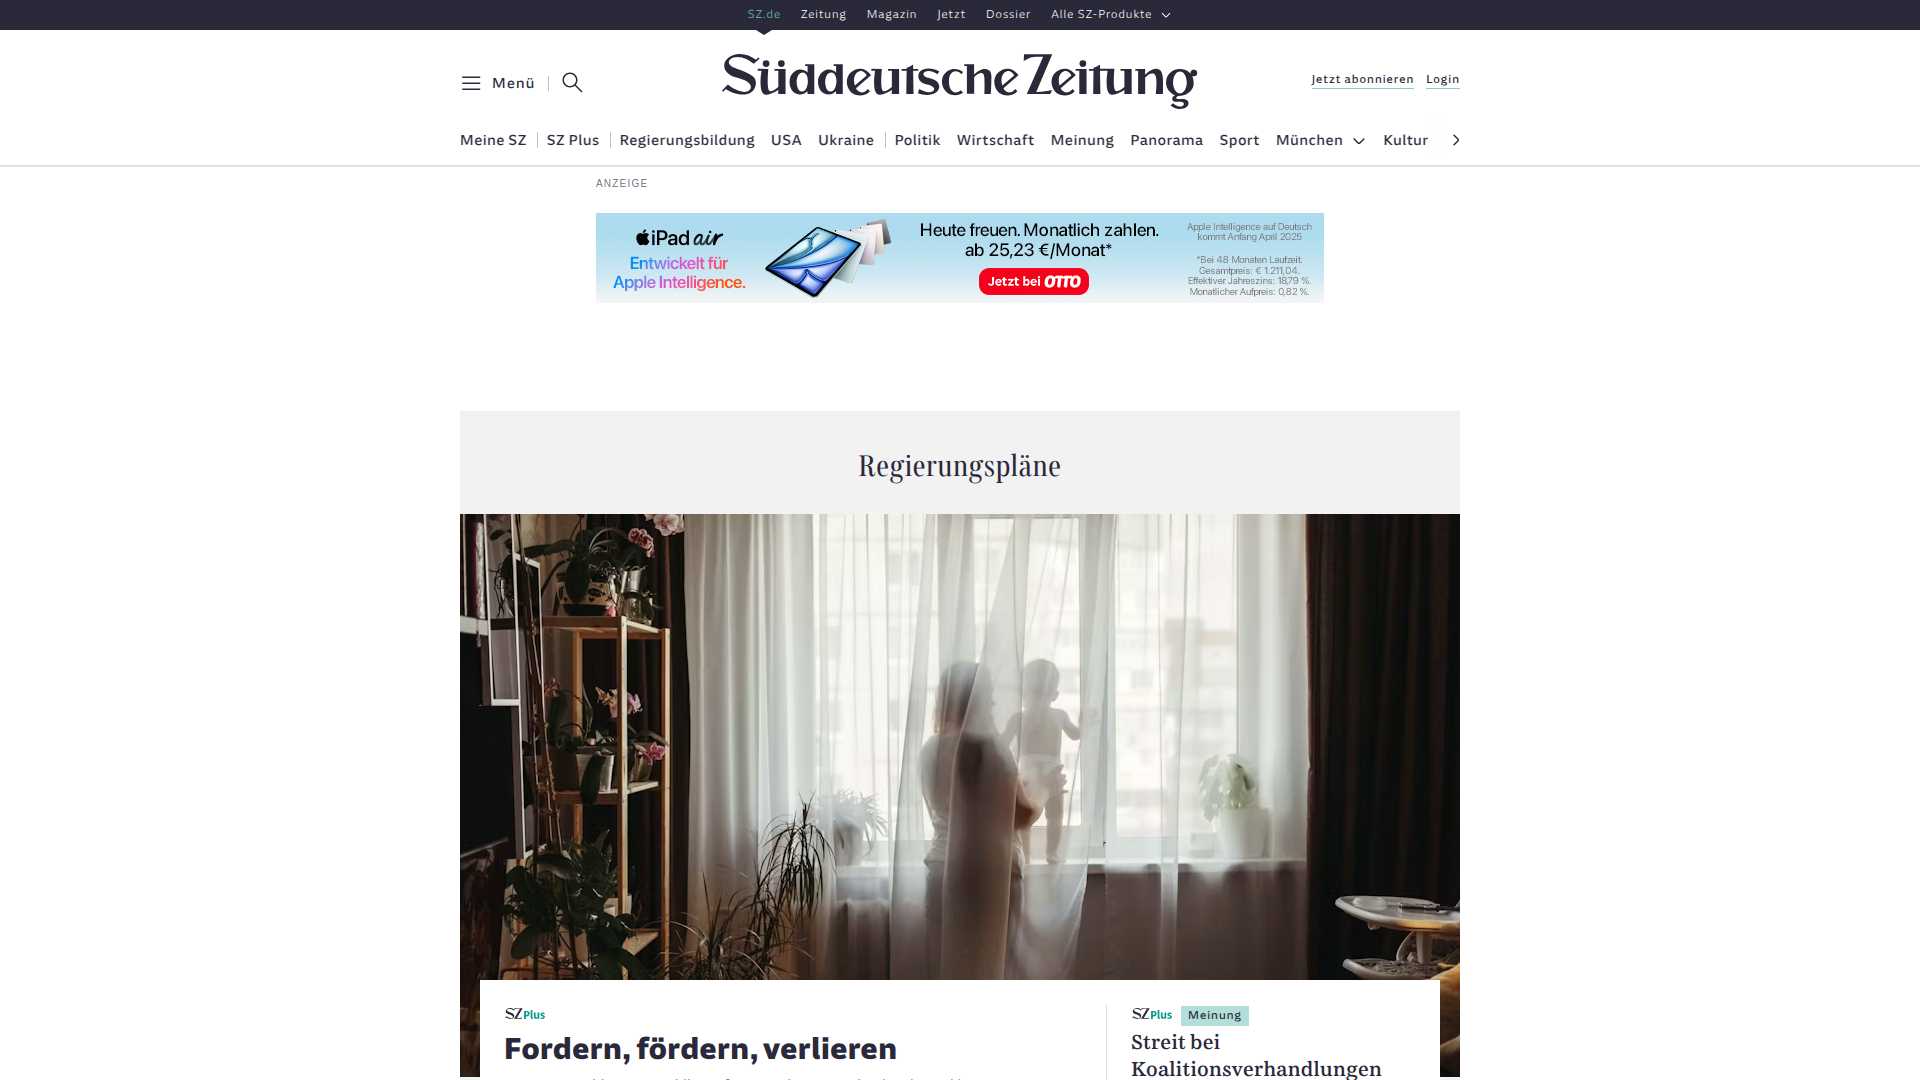 SZ.de Zeitung Magazin Jetzt Dossier Alle SZ-Produkte
Menü
Süddeutsche Zeitung
Jetzt abonnieren Login
Meine SZ SZ Plus Regierungsbildung USA Ukraine Politik Wirtschaft Meinung Panorama Sport München Kultur
ANZEIGE
iPad air
Entwickelt für
Apple Intelligence.
Heute freuen. Monatlich zahlen.
ab 25,23 €/Monat*
Jetzt bei OTTO
Apple Intelligence auf Deutsch
kommt Anfang April 2025
*Bei 48 Monaten Laufzeit.
Gesamtpreis: € 1.211,04.
Effektiver Jahreszins: 18,79 %.
Monatlicher Aufpreis: 0,82 %.
Regierungspläne
SZ Plus
Fordern, fördern, verlieren
SZ Plus Meinung
Streit bei
Koalitionsverhandlungen